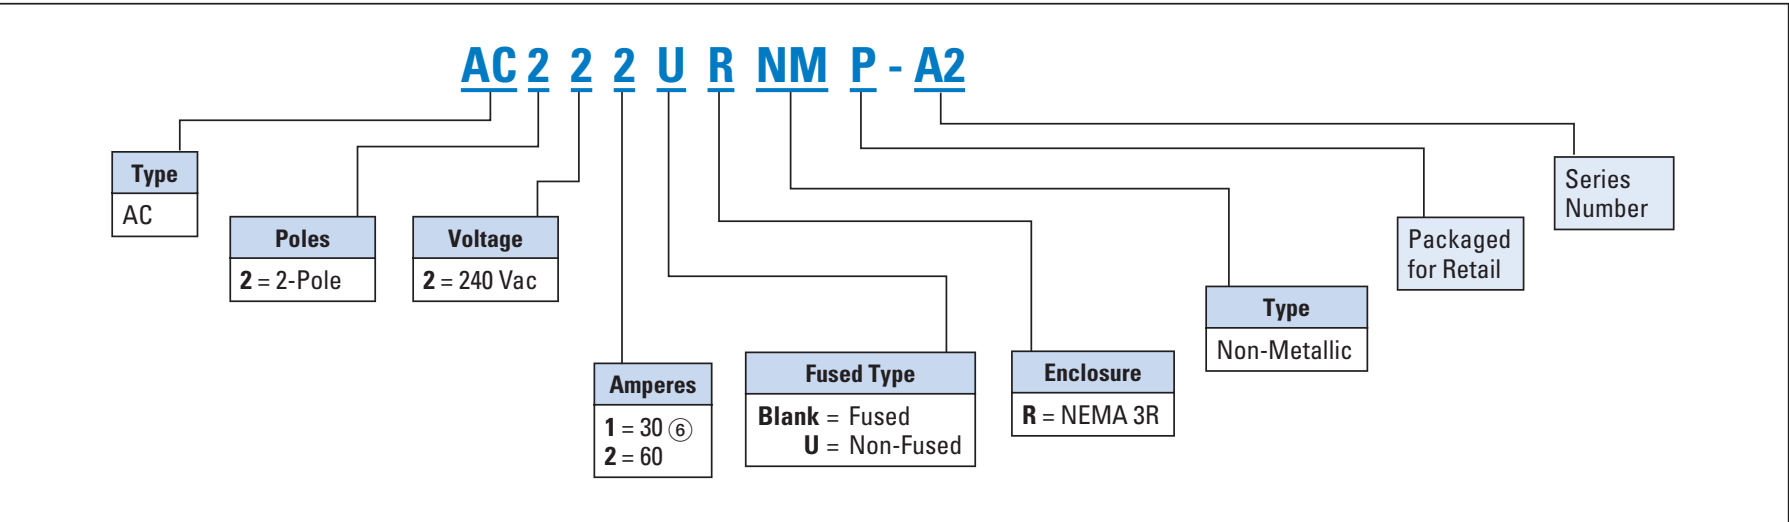 AC 2 2 2 U R NM P - A2
Type
AC
Poles
2 = 2-Pole
Voltage
2 = 240 Vac
Amperes
1 = 30 ⑥
2 = 60
Fused Type
Blank = Fused
U = Non-Fused
Enclosure
R = NEMA 3R
Type
Non-Metallic
Packaged
for Retail
Series
Number